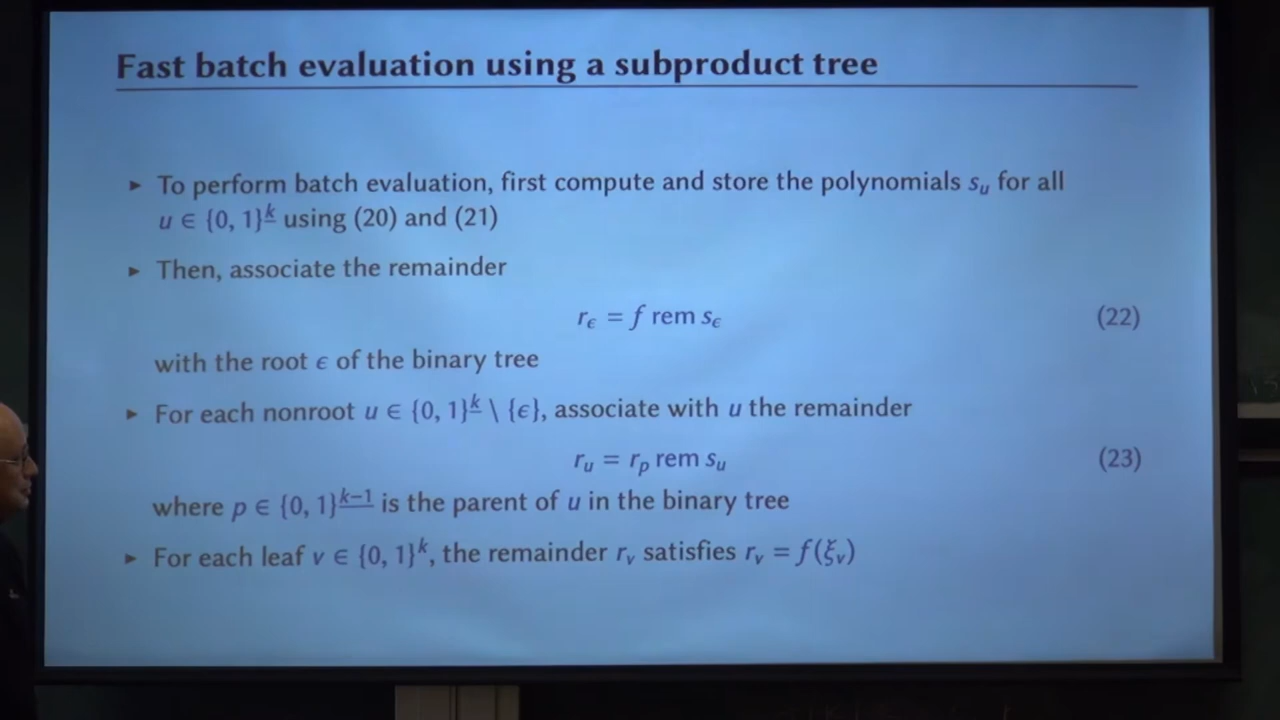 Fast batch evaluation using a subproduct tree
▸ To perform batch evaluation, first compute and store the polynomials sᵤ for all
u ∈ {0, 1}^{\underline{k}} using (20) and (21)
▸ Then, associate the remainder
r_ϵ = f rem s_ϵ (22)
with the root ϵ of the binary tree
▸ For each nonroot u ∈ {0, 1}^{\underline{k}} \ {ϵ}, associate with u the remainder
r_u = r_p rem s_u (23)
where p ∈ {0, 1}^{\underline{k−1}} is the parent of u in the binary tree
▸ For each leaf v ∈ {0, 1}^k, the remainder r_v satisfies r_v = f(ξ_v)